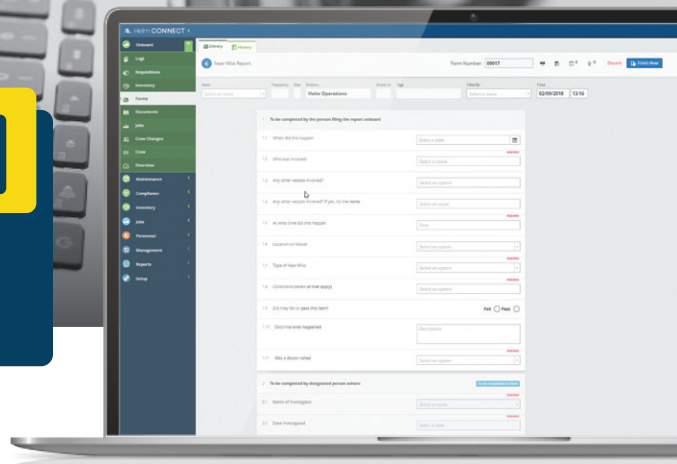 Helm CONNECT
Onboard
Library
History
Logs
Near Miss Report
Form Number: 00017
Discard
Finish Now
Requisitions
Inventory
Helm Operations
Select a name
02/09/2018
13:16
Forms
Documents
Jobs
Crew Changes
Crew
Overview
Maintenance
Compliance
Inventory
Jobs
Personnel
Management
Reports
Setup
1 To be completed by the person filing the report onboard
1.1 When did this happen
Select a date
1.2 Who was involved
Select a name
1.3 Any other vessels involved?
Select an option
1.4 Any other vessels involved? If yes, list the name
Select an asset
1.5 At what time did this happen
Time
1.6 Location on Vessel
Select an option
1.7 Type of Near Miss
Select an option
1.8 Conditions (select all that apply)
Select an option
1.9 Did they fail or pass this item?
Fail
Pass
1.10 Describe what happened
Description
1.11 Was a doctor called
Select an option
2 To be completed by designated person ashore
2.1 Name of investigator
Select a name
2.2 Date investigated
Select a date